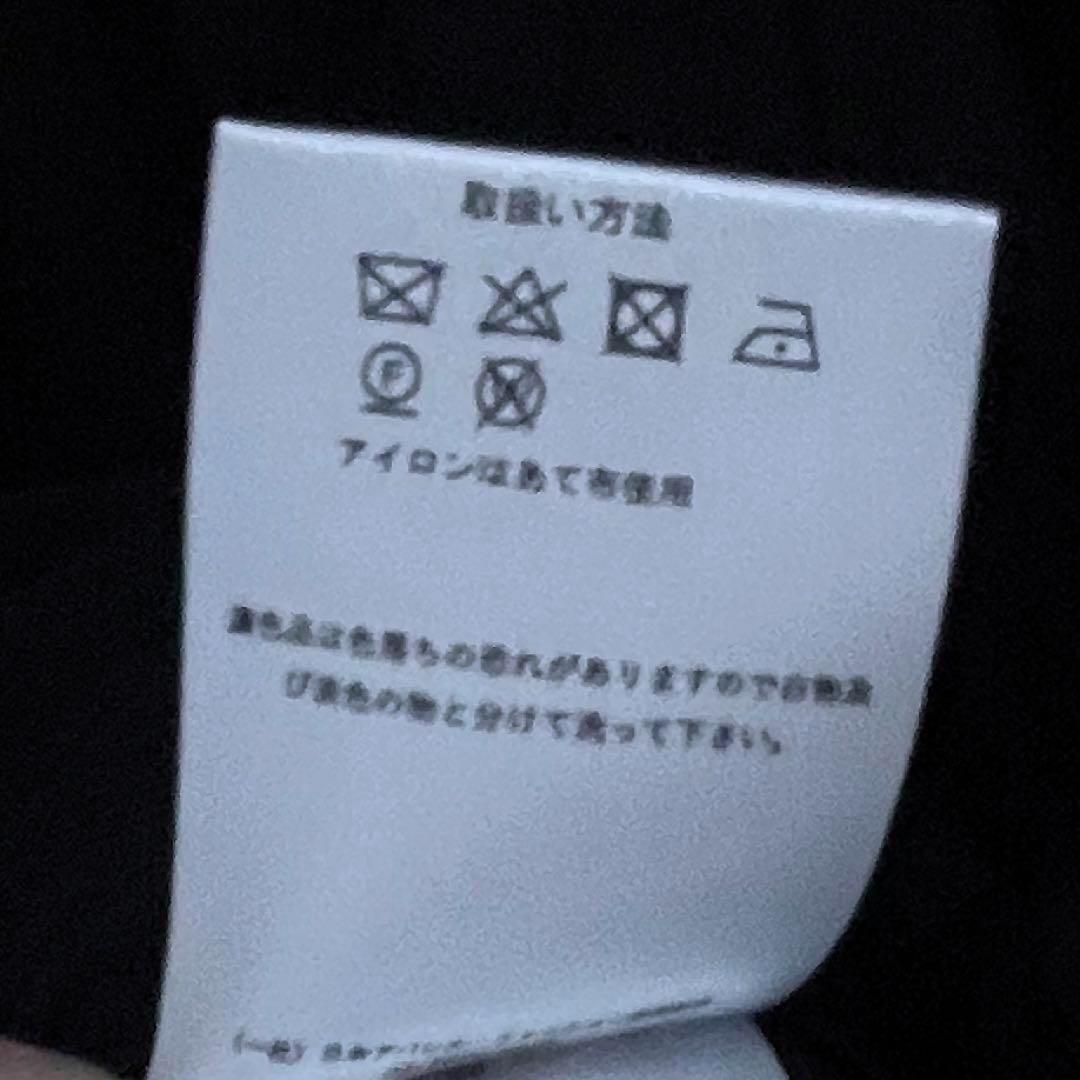 取扱い方法
F
アイロンはあて布使用
濃色品は色落ちの恐れがありますので白物及
び淡色の物と分けて洗って下さい。